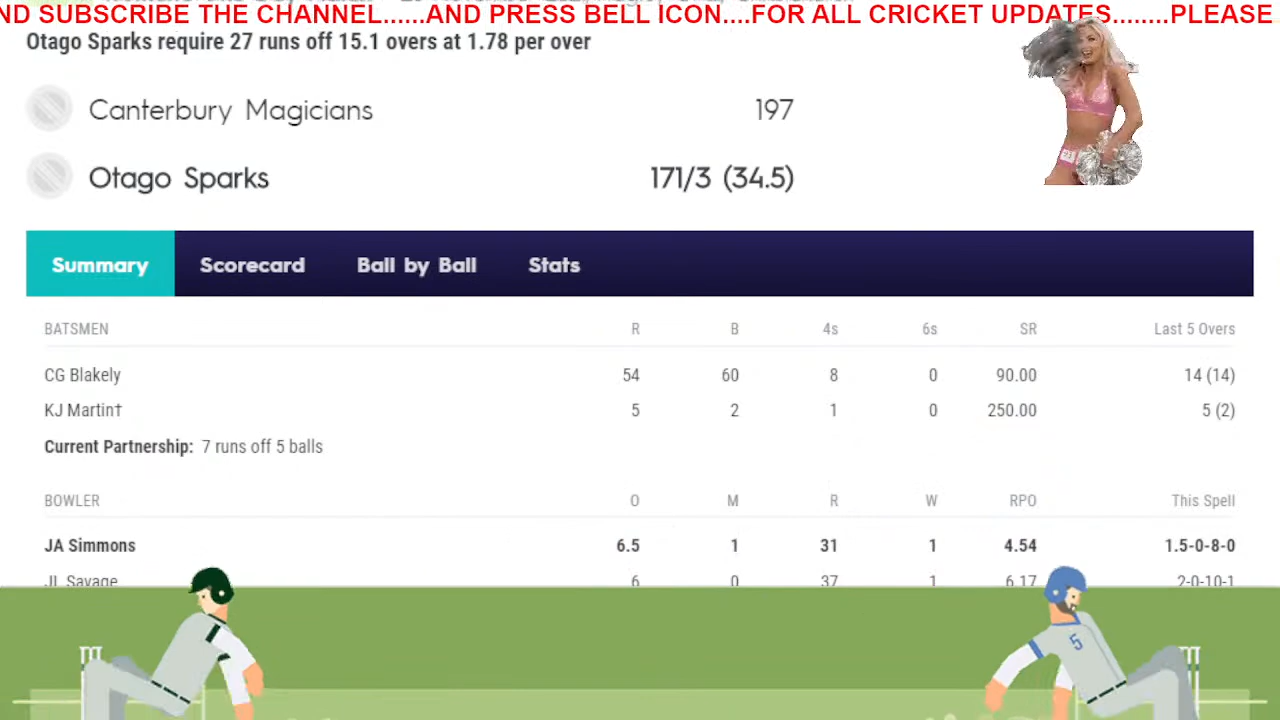 ND SUBSCRIBE THE CHANNEL......AND PRESS BELL ICON....FOR ALL CRICKET UPDATES........PLEASE
Otago Sparks require 27 runs off 15.1 overs at 1.78 per over
Canterbury Magicians 197
Otago Sparks 171/3 (34.5)
Summary Scorecard Ball by Ball Stats
BATSMEN R B 4s 6s SR Last 5 Overs
CG Blakely 54 60 8 0 90.00 14 (14)
KJ Martin† 5 2 1 0 250.00 5 (2)
Current Partnership: 7 runs off 5 balls
BOWLER O M R W RPO This Spell
JA Simmons 6.5 1 31 1 4.54 1.5-0-8-0
JL Savage 6 0 37 1 6.17 2-0-10-1
5